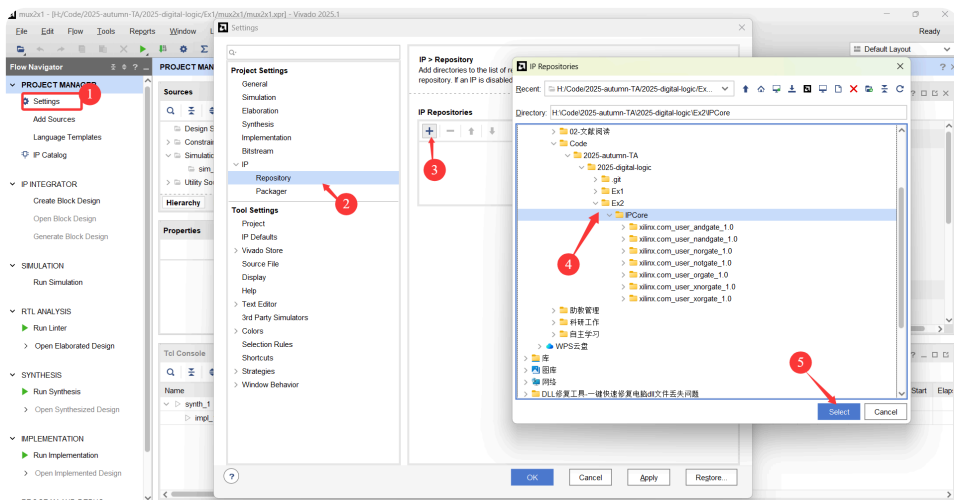 mux2x1 - [H:/Code/2025-autumn-TA/2025-digital-logic/Ex1/mux2x1/mux2x1.xpr] - Vivado 2025.1
File Edit Flow Tools Reports Window
Ready
Default Layout
Flow Navigator
PROJECT MANAGER
Settings
Add Sources
Language Templates
IP Catalog
IP INTEGRATOR
Create Block Design
Open Block Design
Generate Block Design
SIMULATION
Run Simulation
RTL ANALYSIS
Run Linter
Open Elaborated Design
SYNTHESIS
Run Synthesis
Open Synthesized Design
IMPLEMENTATION
Run Implementation
Open Implemented Design
1
PROJECT MAN
Sources
Design S
Constrain
Simulatio
sim_
Utility So
Hierarchy
Properties
Tcl Console
Name
synth_1
impl_
Settings
Q-
Project Settings
General
Simulation
Elaboration
Synthesis
Implementation
Bitstream
IP
Repository
Packager
2
Tool Settings
Project
IP Defaults
Vivado Store
Source File
Display
Help
Text Editor
3rd Party Simulators
Colors
Selection Rules
Shortcuts
Strategies
Window Behavior
IP > Repository
Add directories to the list of r
repository. If an IP is disabled
IP Repositories
3
OK Cancel Apply Restore...
IP Repositories
Recent: H:/Code/2025-autumn-TA/2025-digital-logic/Ex...
Directory: H:\Code\2025-autumn-TA\2025-digital-logic\Ex2\IPCore
02-文献阅读
Code
2025-autumn-TA
2025-digital-logic
.git
Ex1
Ex2
IPCore
xilinx.com_user_andgate_1.0
xilinx.com_user_nandgate_1.0
xilinx.com_user_norgate_1.0
xilinx.com_user_notgate_1.0
xilinx.com_user_orgate_1.0
xilinx.com_user_xnorgate_1.0
xilinx.com_user_xorgate_1.0
4
助教管理
科研工作
自主学习
WPS云盘
库
图库
网络
DLL修复工具-一键快速修复电脑dll文件丢失问题
5
Select Cancel
Start Elap